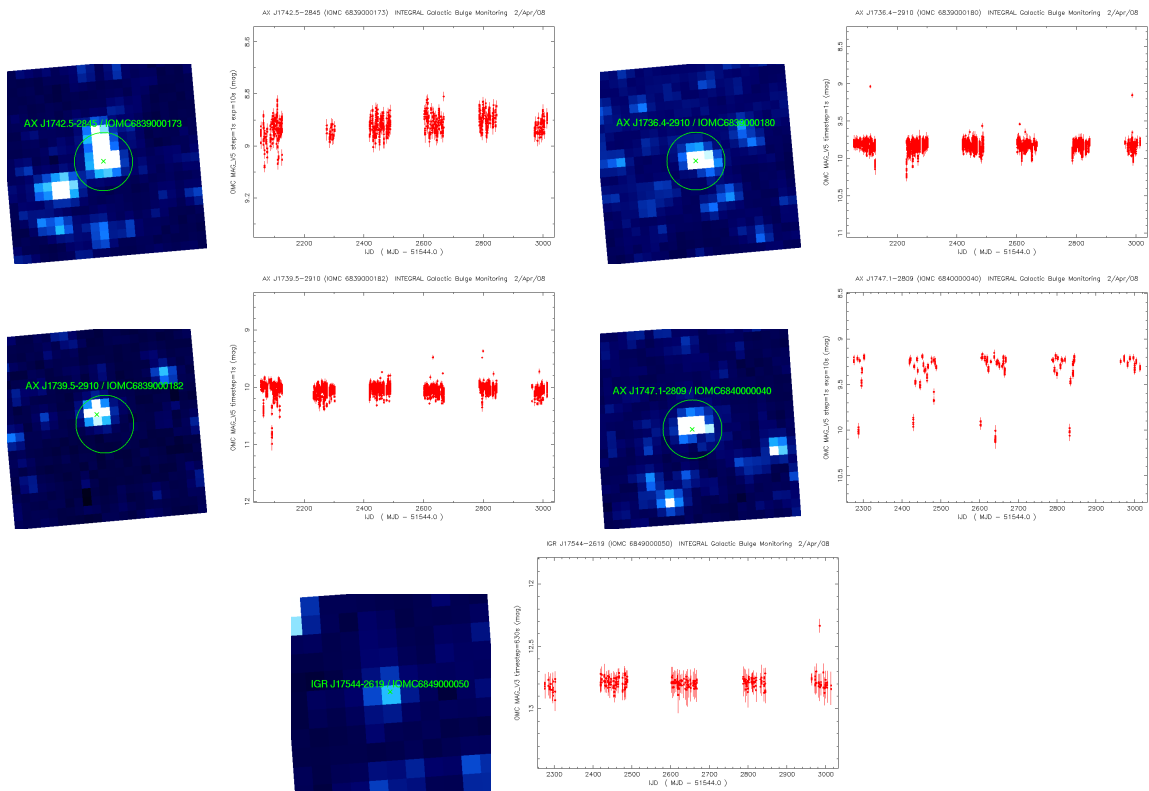 AX J1742.5-2845 (IOMC 6839000173) INTEGRAL Galactic Bulge Monitoring 2/Apr/08
AX J1742.5-2845 / IOMC6839000173
OMC MAG_V5 step=1s exp=10s (mag)
8.6
8.8
9
9.2
2200
2400
2600
2800
3000
IJD ( MJD - 51544.0 )
AX J1736.4-2910 (IOMC 6839000180) INTEGRAL Galactic Bulge Monitoring 2/Apr/08
AX J1736.4-2910 / IOMC6839000180
OMC MAG_V5 timestep=1s (mag)
8.5
9
9.5
10
10.5
11
2200
2400
2600
2800
3000
IJD ( MJD - 51544.0 )
AX J1739.5-2910 (IOMC 6839000182) INTEGRAL Galactic Bulge Monitoring 2/Apr/08
AX J1739.5-2910 / IOMC6839000182
OMC MAG_V5 timestep=1s (mag)
9
10
11
12
2200
2400
2600
2800
3000
IJD ( MJD - 51544.0 )
AX J1747.1-2809 (IOMC 6840000040) INTEGRAL Galactic Bulge Monitoring 2/Apr/08
AX J1747.1-2809 / IOMC6840000040
OMC MAG_V5 step=1s exp=10s (mag)
8.5
9
9.5
10
10.5
2300
2400
2500
2600
2700
2800
2900
3000
IJD ( MJD - 51544.0 )
IGR J17544-2619 (IOMC 6849000050) INTEGRAL Galactic Bulge Monitoring 2/Apr/08
IGR J17544-2619 / IOMC6849000050
OMC MAG_V3 timestep=630s (mag)
12
12.5
13
2300
2400
2500
2600
2700
2800
2900
3000
IJD ( MJD - 51544.0 )